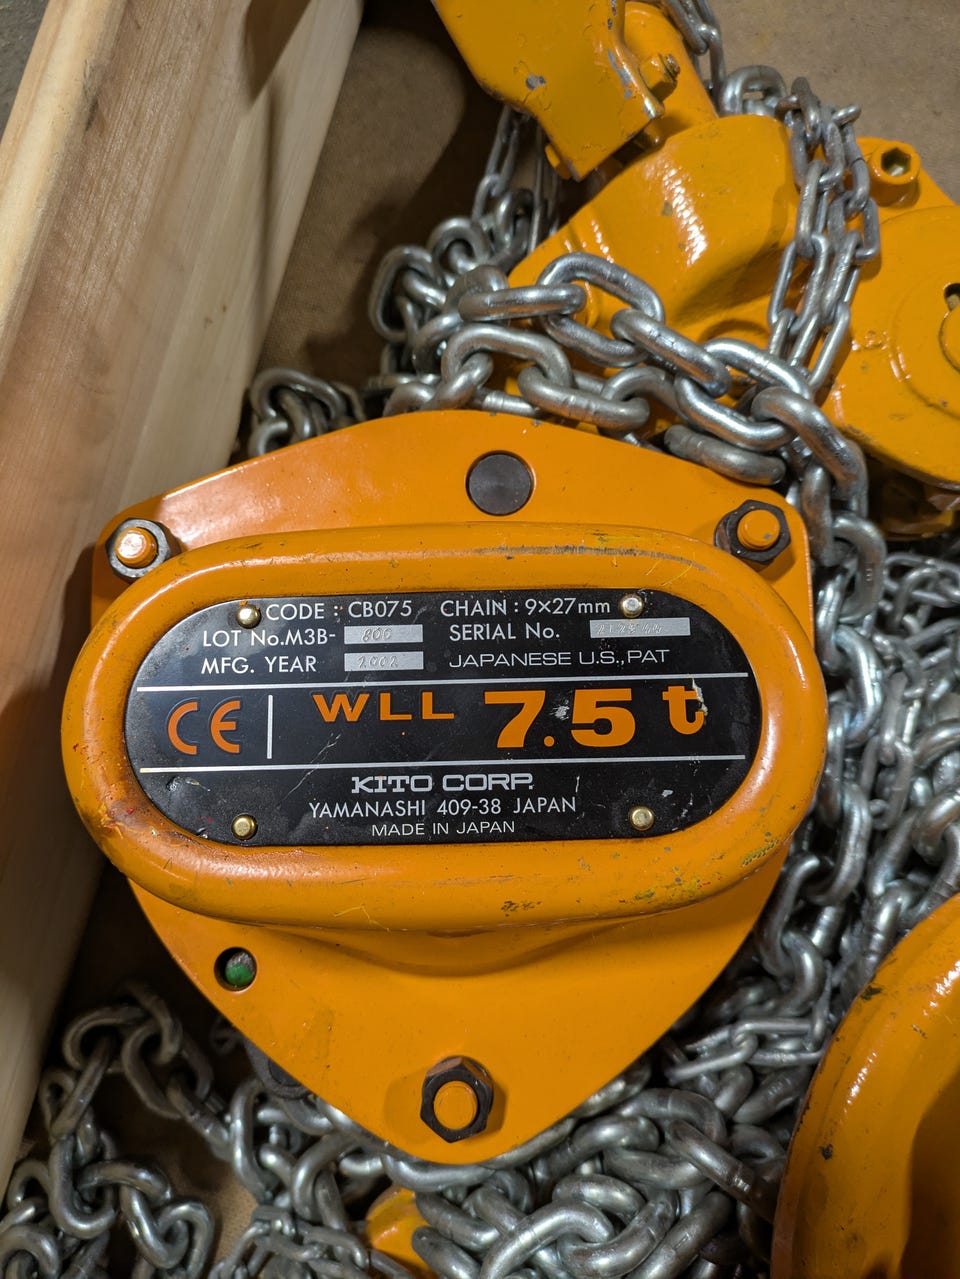 CODE : CB075 CHAIN : 9×27mm
LOT No.M3B- 800 SERIAL No.
MFG. YEAR 2002 JAPANESE U.S.,PAT
CE WLL 7.5 t
KITO CORP.
YAMANASHI 409-38 JAPAN
MADE IN JAPAN